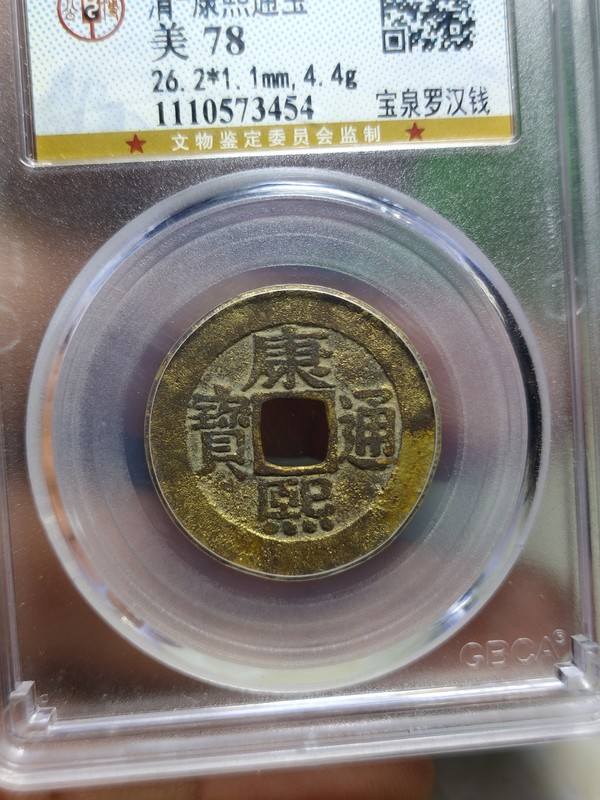 清 康熙通宝
美 78
26.2*1.1mm, 4.4g
1110573454
宝泉罗汉钱
文物鉴定委员会监制
康熙通寶
GBCA